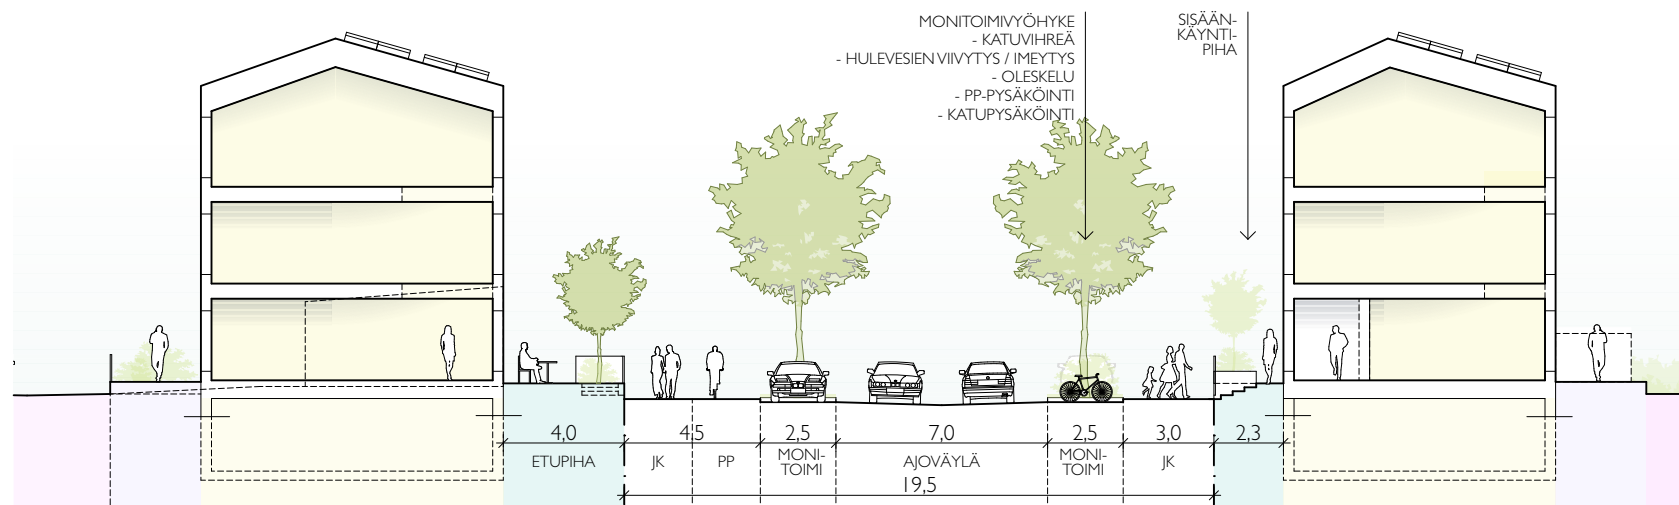 MONITOIMIVYÖHYKE
- KATUVIHREÄ
- HULEVESIEN VIIVYTYS / IMEYTYS
- OLESKELU
- PP-PYSÄKÖINTI
- KATUPYSÄKÖINTI
SISÄÄN-
KÄYNTI-
PIHA
4,0 4,5 2,5 7,0 2,5 3,0 2,3
ETUPIHA JK PP MONI-
TOIMI AJOVÄYLÄ MONI-
TOIMI JK
19,5